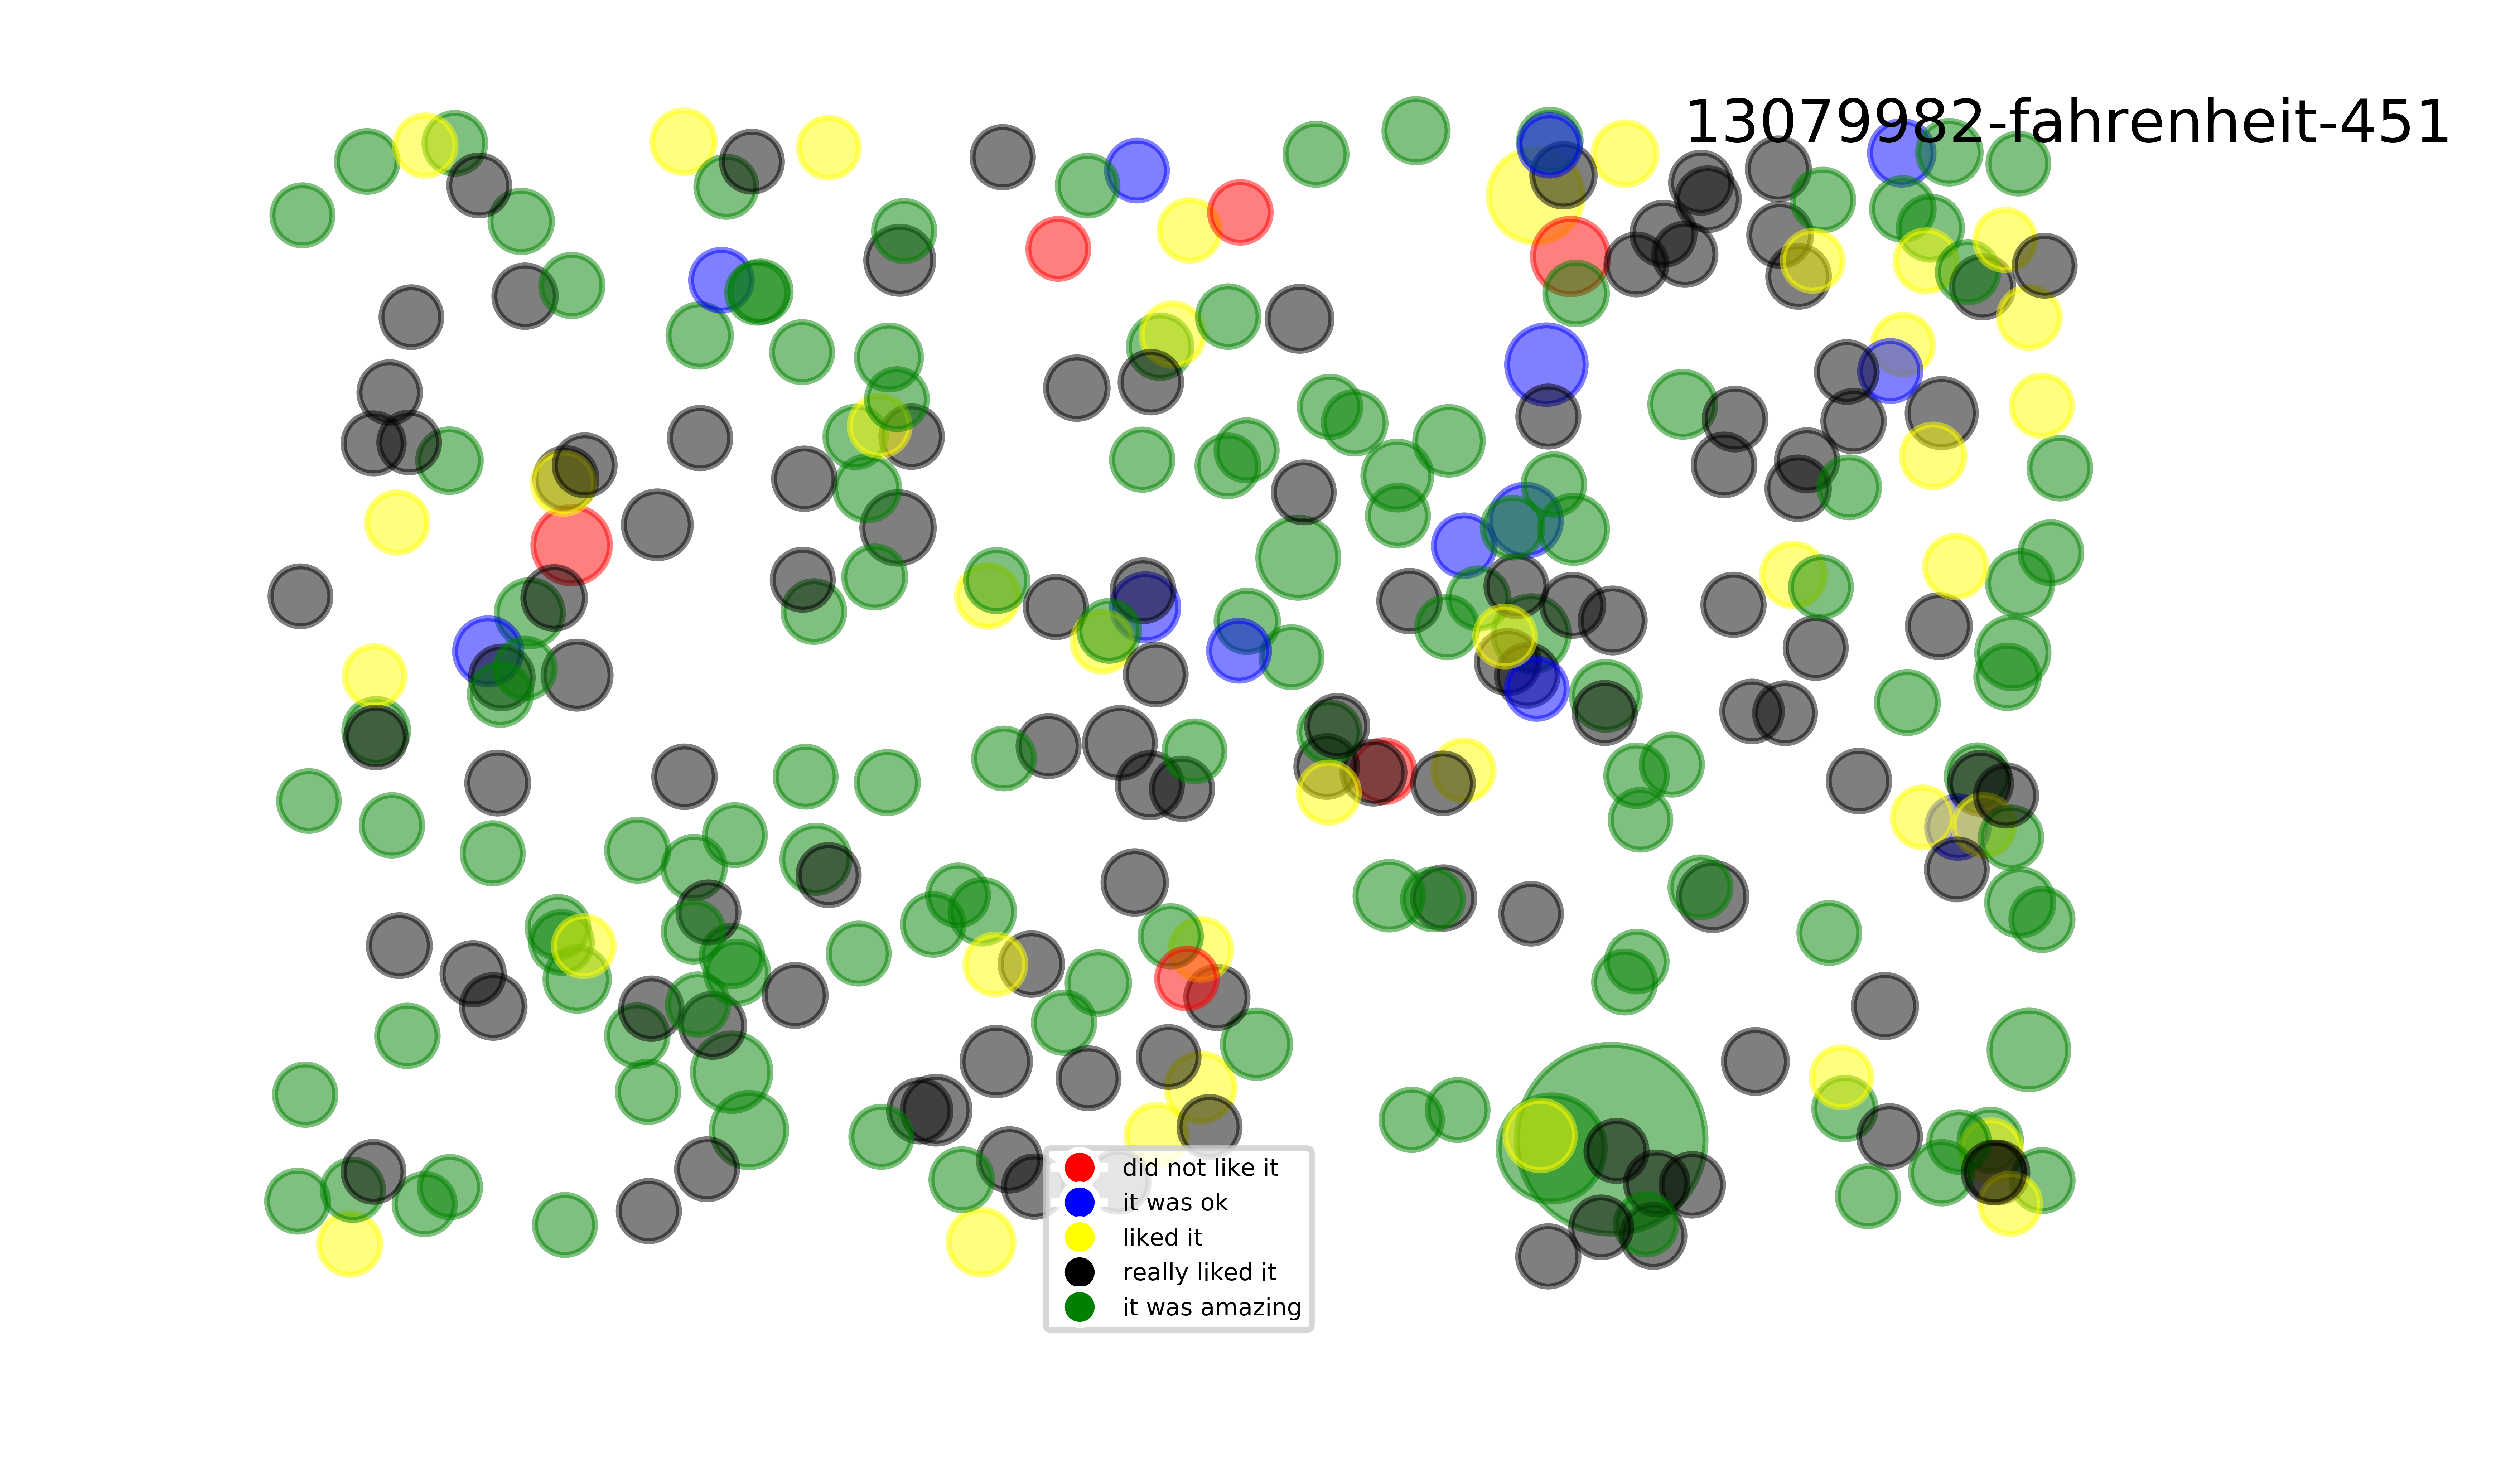 13079982-fahrenheit-451
did not like it
it was ok
liked it
really liked it
it was amazing